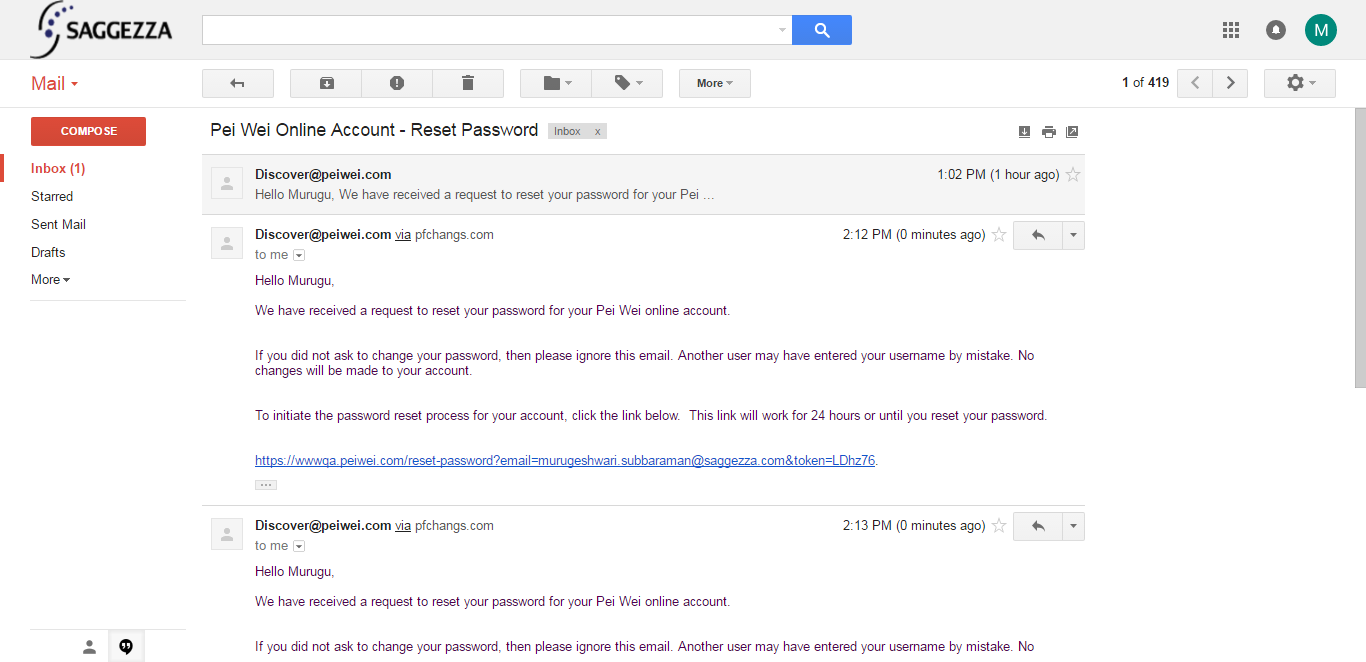 SAGGEZZA
M
Mail
More
1 of 419
COMPOSE
Inbox (1)
Starred
Sent Mail
Drafts
More
Pei Wei Online Account - Reset Password Inbox x
Discover@peiwei.com 1:02 PM (1 hour ago)
Hello Murugu, We have received a request to reset your password for your Pei ...
Discover@peiwei.com via pfchangs.com 2:12 PM (0 minutes ago)
to me
Hello Murugu,
We have received a request to reset your password for your Pei Wei online account.
If you did not ask to change your password, then please ignore this email. Another user may have entered your username by mistake. No
changes will be made to your account.
To initiate the password reset process for your account, click the link below.  This link will work for 24 hours or until you reset your password.
https://wwwqa.peiwei.com/reset-password?email=murugeshwari.subbaraman@saggezza.com&token=LDhz76.
...
Discover@peiwei.com via pfchangs.com 2:13 PM (0 minutes ago)
to me
Hello Murugu,
We have received a request to reset your password for your Pei Wei online account.
If you did not ask to change your password, then please ignore this email. Another user may have entered your username by mistake. No